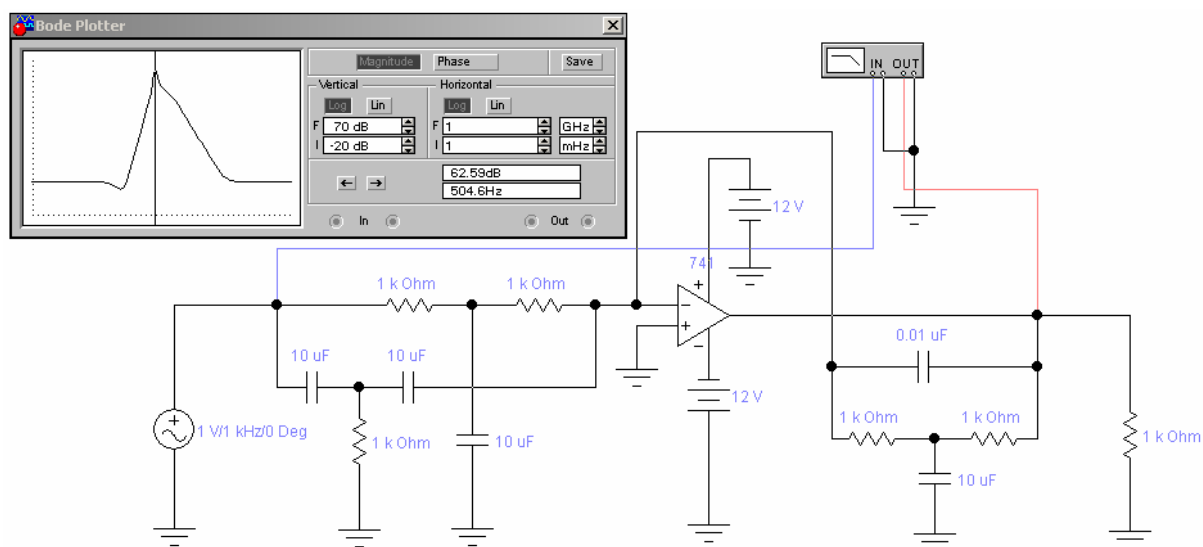 Bode Plotter
Magnitude Phase Save
Vertical Horizontal
Log Lin Log Lin
F 70 dB F 1 GHz
I -20 dB I 1 mHz
← → 62.59dB
504.6Hz
In Out
IN OUT
12 V
741
1 k Ohm 1 k Ohm
+
−
+
−
0.01 uF
10 uF 10 uF
12 V
1 k Ohm 1 k Ohm
+
1 V/1 kHz/0 Deg
1 k Ohm
10 uF
1 k Ohm
10 uF